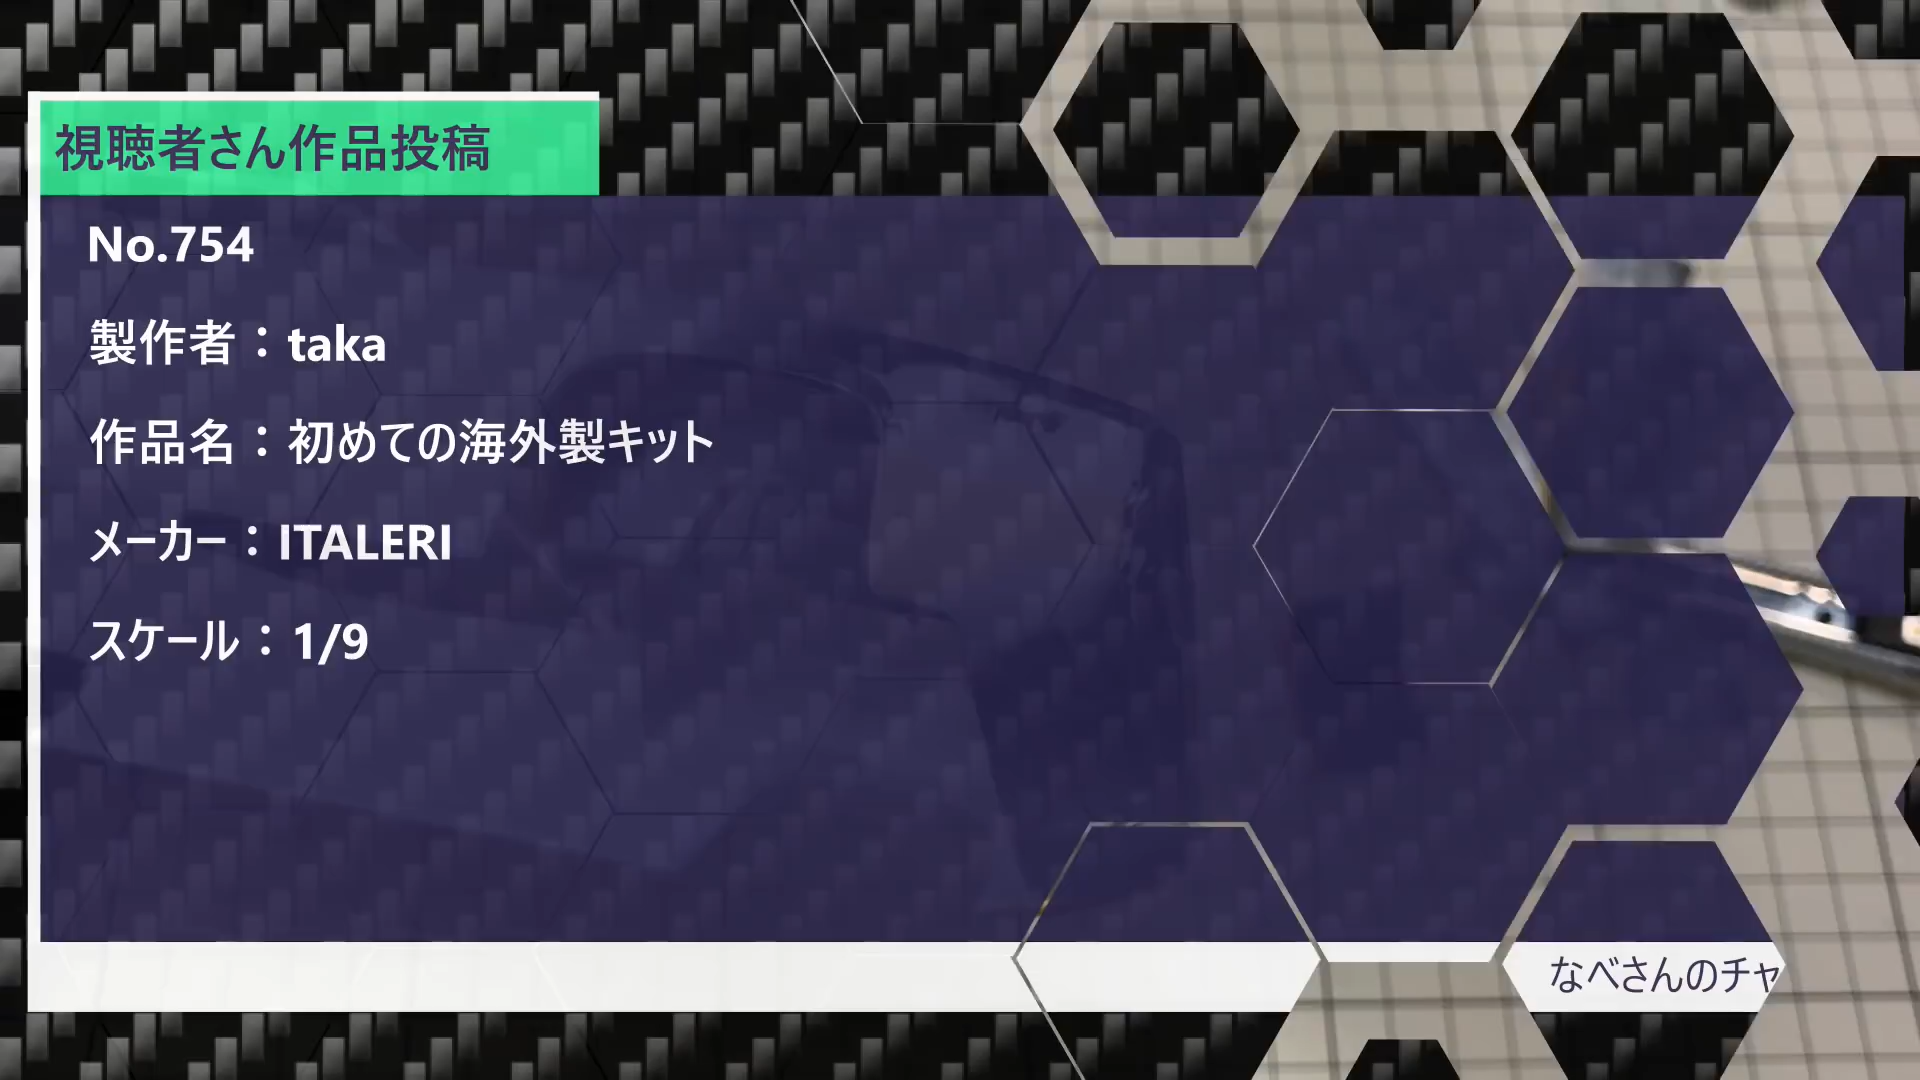 視聴者さん作品投稿
No.754
製作者：taka
作品名：初めての海外製キット
メーカー：ITALERI
スケール：1/9
なべさんのチャ